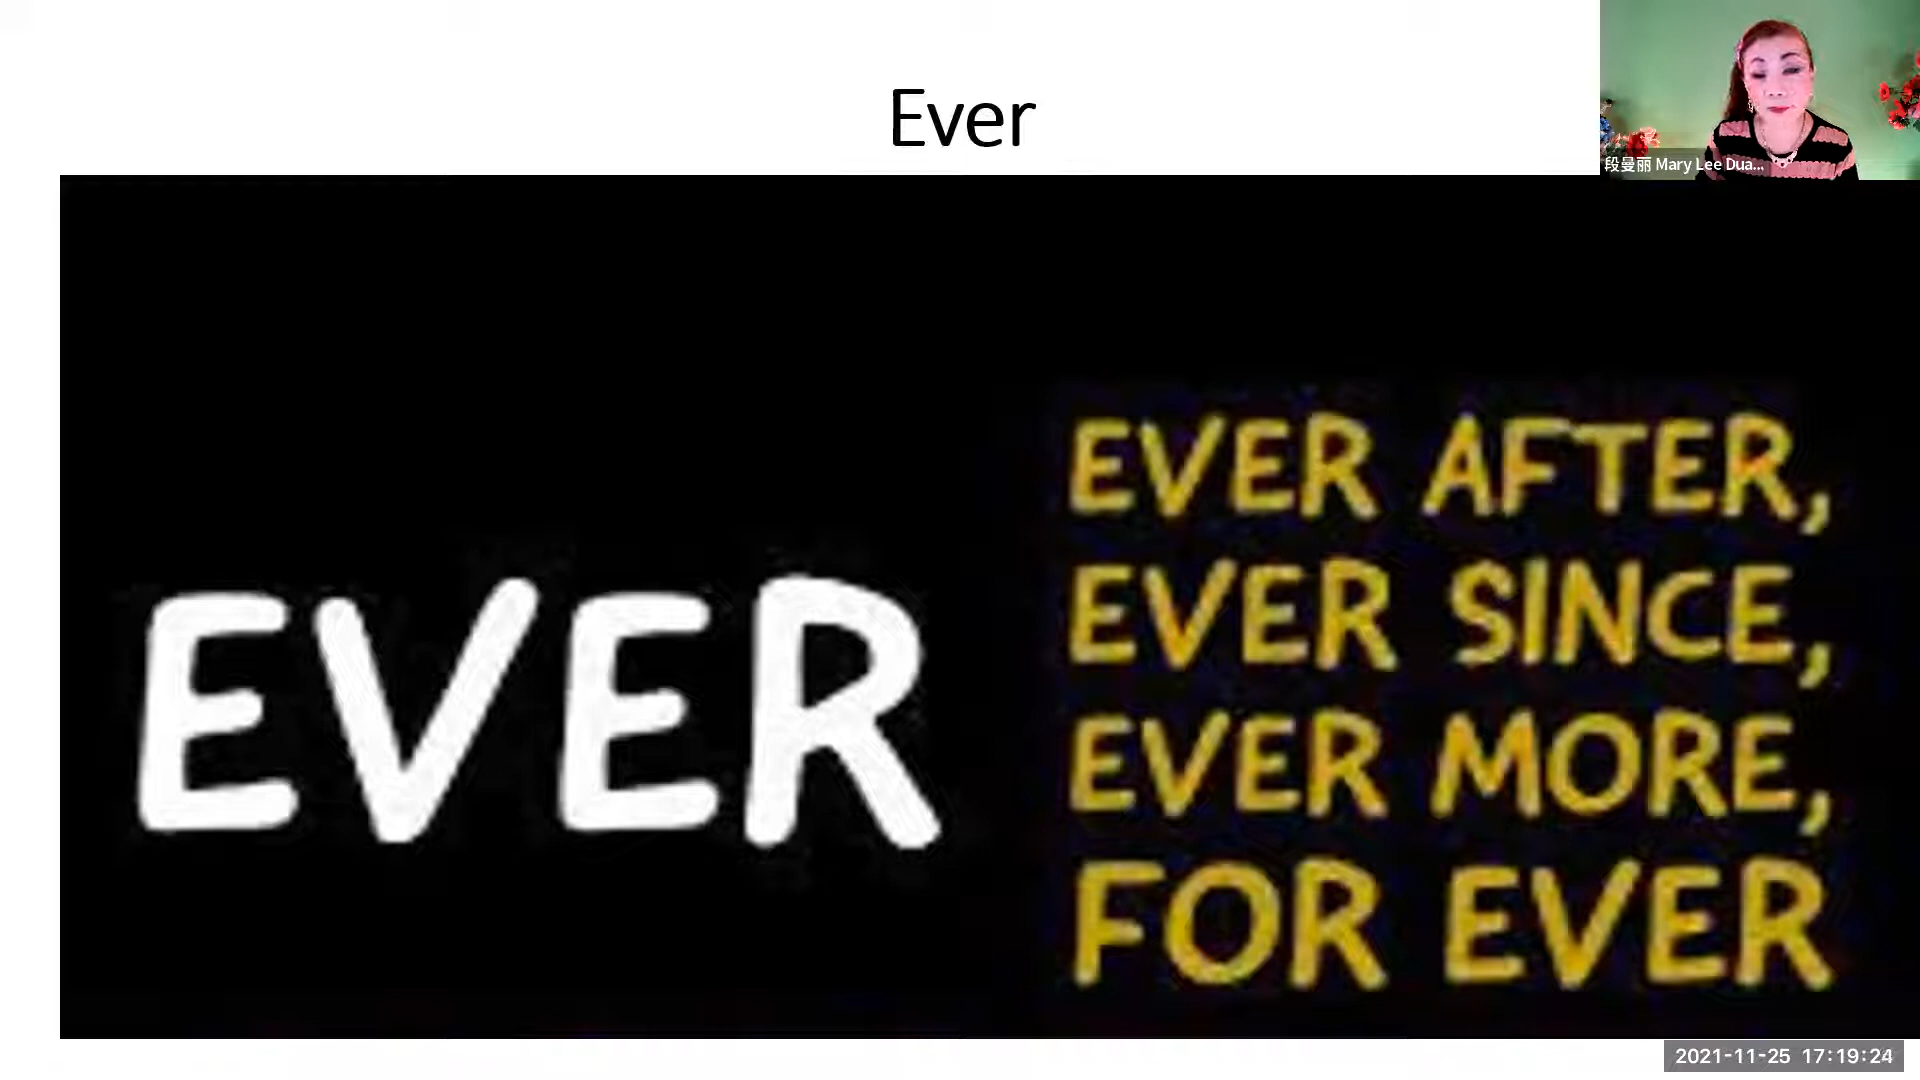 Ever
段曼丽 Mary Lee Dua...
EVER
EVER AFTER,
EVER SINCE,
EVER MORE,
FOR EVER
2021-11-25 17:19:24